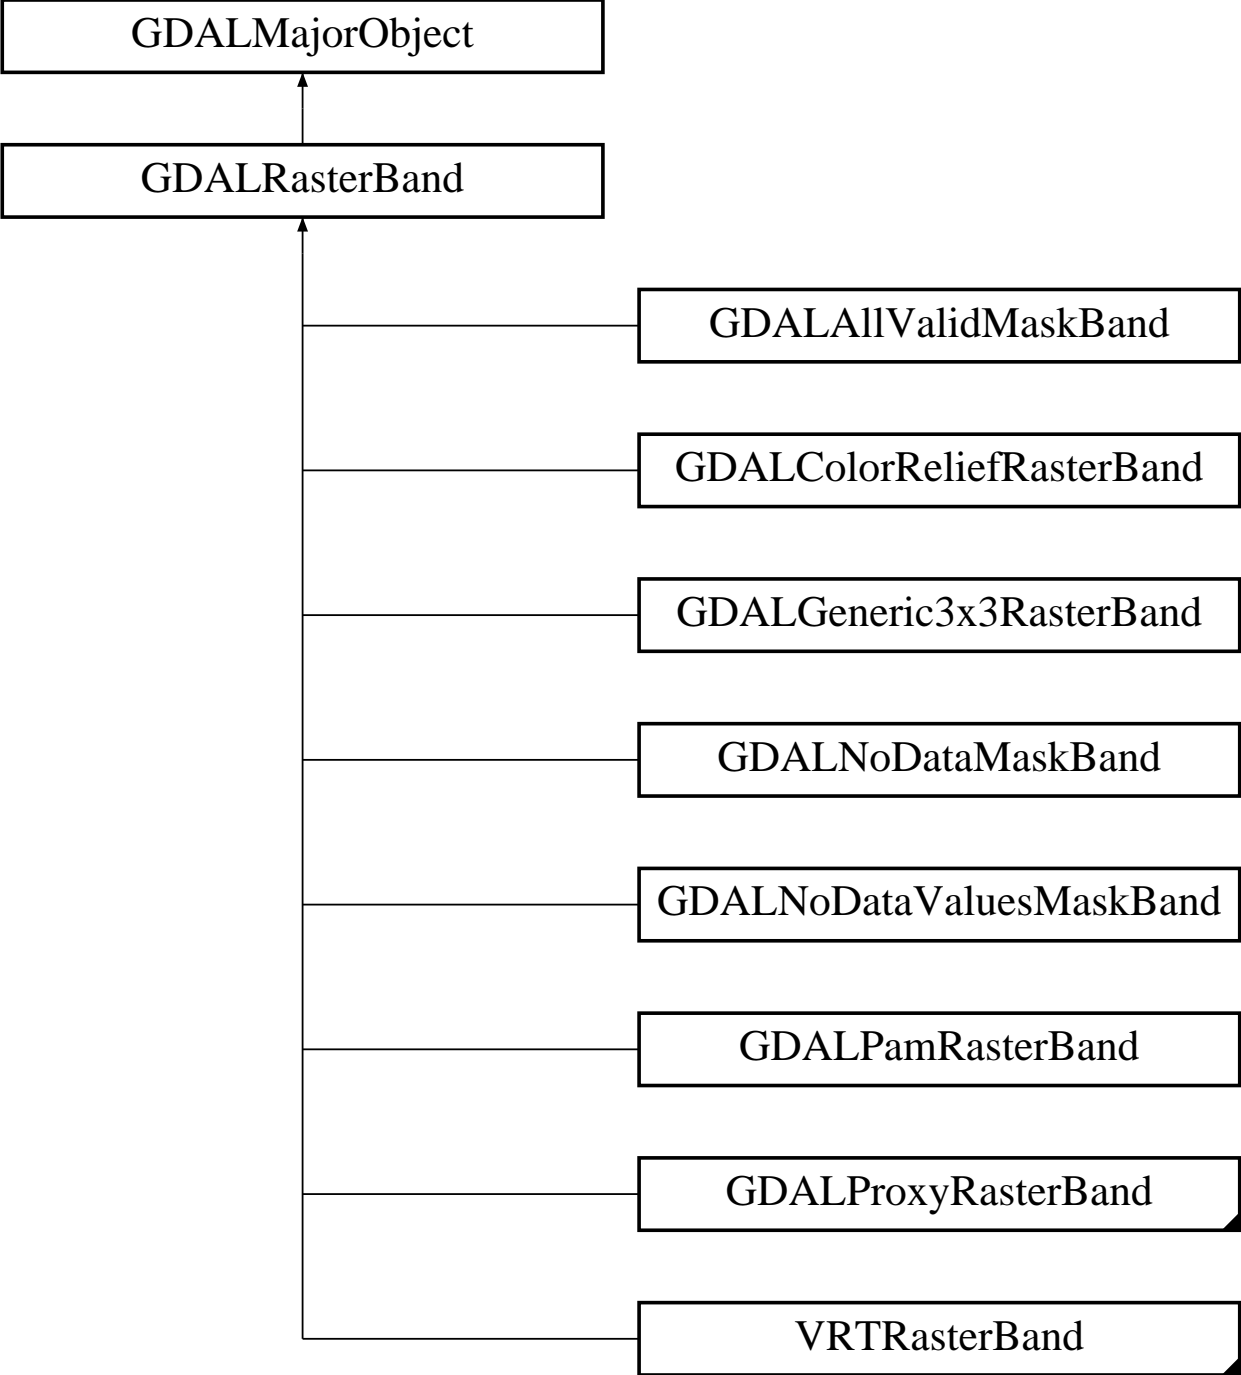 GDALMajorObject
GDALRasterBand
GDALAllValidMaskBand
GDALColorReliefRasterBand
GDALGeneric3x3RasterBand
GDALNoDataMaskBand
GDALNoDataValuesMaskBand
GDALPamRasterBand
GDALProxyRasterBand
VRTRasterBand